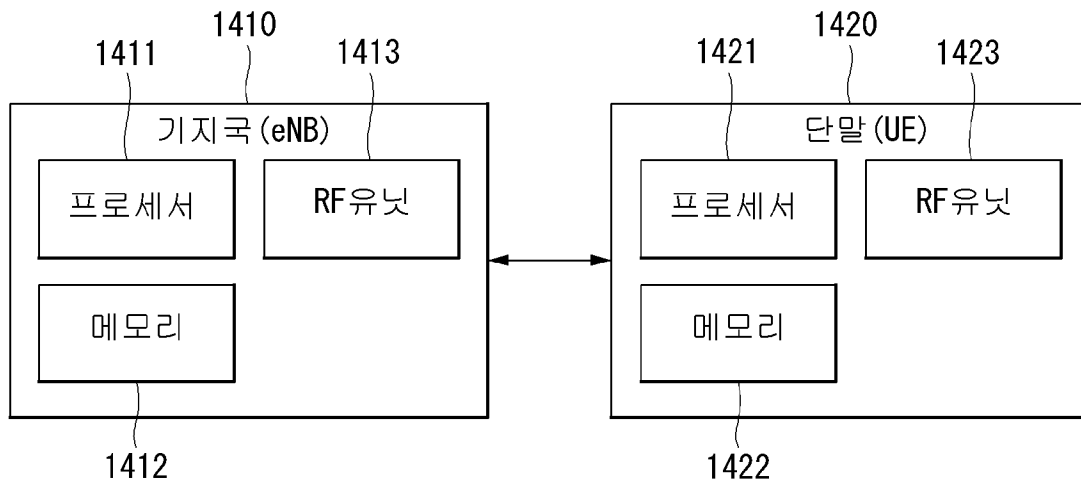 1410
1420
1411
1413
1421
1423
기지국(eNB)
단말(UE)
프로세서
RF유닛
프로세서
RF유닛
메모리
메모리
1412
1422